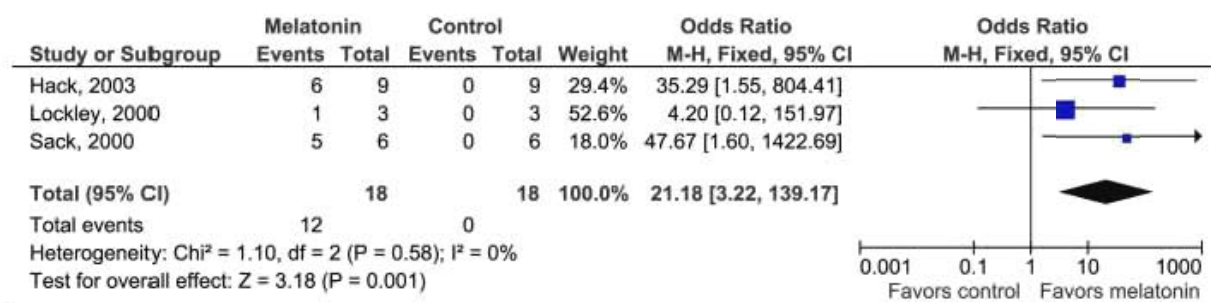 Melatonin Control Odds Ratio Odds Ratio
Study or Subgroup Events Total Events Total Weight M-H, Fixed, 95% CI M-H, Fixed, 95% CI
Hack, 2003 6 9 0 9 29.4% 35.29 [1.55, 804.41]
Lockley, 2000 1 3 0 3 52.6% 4.20 [0.12, 151.97]
Sack, 2000 5 6 0 6 18.0% 47.67 [1.60, 1422.69]
Total (95% CI) 18 18 100.0% 21.18 [3.22, 139.17]
Total events 12 0
Heterogeneity: Chi² = 1.10, df = 2 (P = 0.58); I² = 0%
Test for overall effect: Z = 3.18 (P = 0.001)
0.001 0.1 1 10 1000
Favors control Favors melatonin